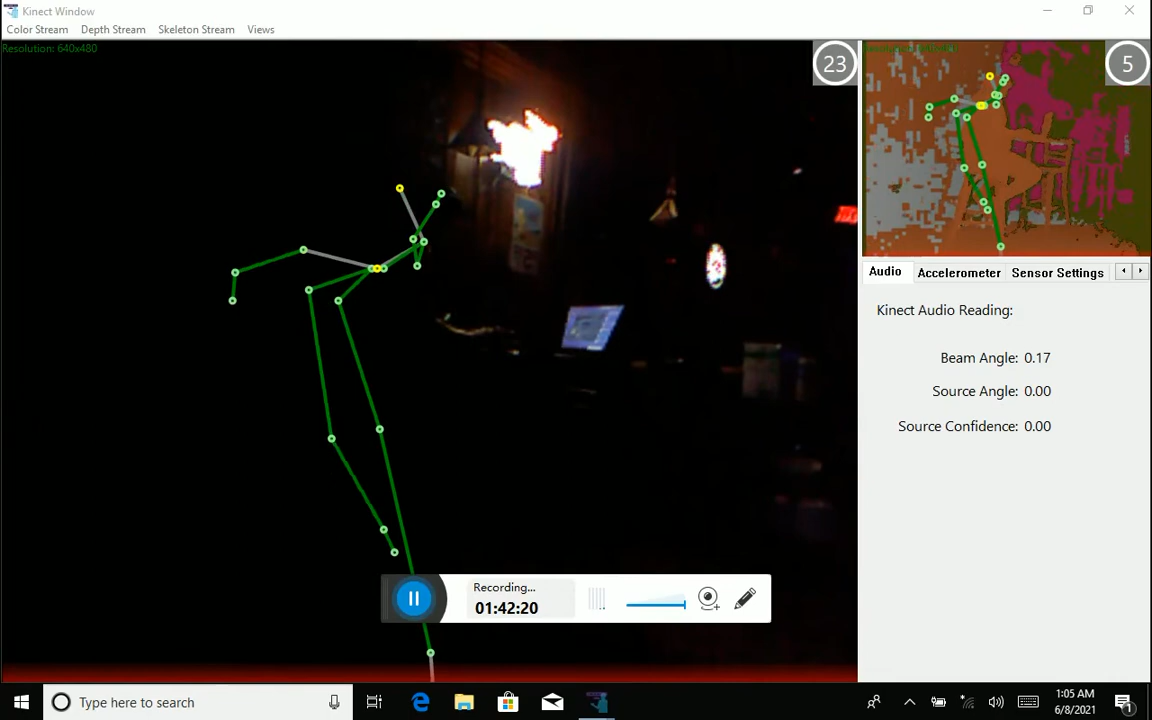 Kinect Window
Color Stream Depth Stream Skeleton Stream Views
Resolution: 640x480
23
5
Audio Accelerometer Sensor Settings
Kinect Audio Reading:
Beam Angle: 0.17
Source Angle: 0.00
Source Confidence: 0.00
Recording...
01:42:20
Type here to search
1:05 AM
6/8/2021
1